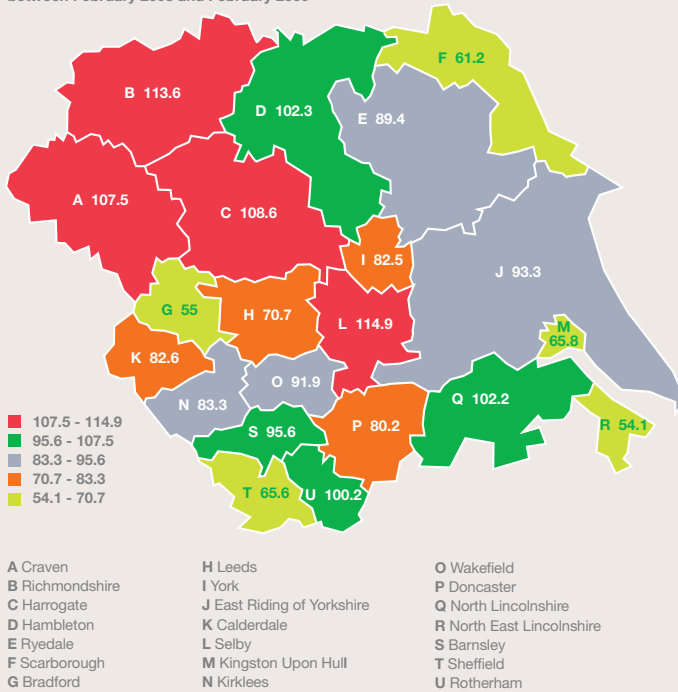 between February and February
F 61.2
B 113.6
D 102.3
E 89.4
A 107.5
C 108.6
I 82.5
J 93.3
G 55
H 70.7
L 114.9
M
65.8
K 82.6
O 91.9
N 83.3
Q 102.2
P 80.2
R 54.1
S 95.6
T 65.6
U 100.2
107.5 - 114.9
95.6 - 107.5
83.3 - 95.6
70.7 - 83.3
54.1 - 70.7
A Craven
B Richmondshire
C Harrogate
D Hambleton
E Ryedale
F Scarborough
G Bradford
H Leeds
I York
J East Riding of Yorkshire
K Calderdale
L Selby
M Kingston Upon Hull
N Kirklees
O Wakefield
P Doncaster
Q North Lincolnshire
R North East Lincolnshire
S Barnsley
T Sheffield
U Rotherham